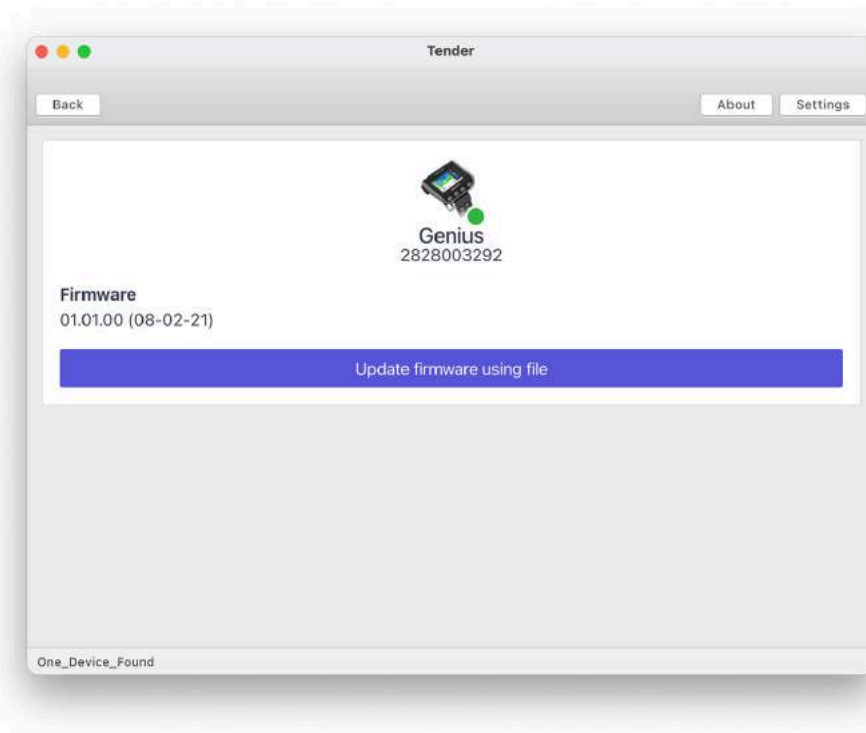 Tender
Back
About
Settings
Genius
2828003292
Firmware
01.01.00 (08-02-21)
Update firmware using file
One_Device_Found